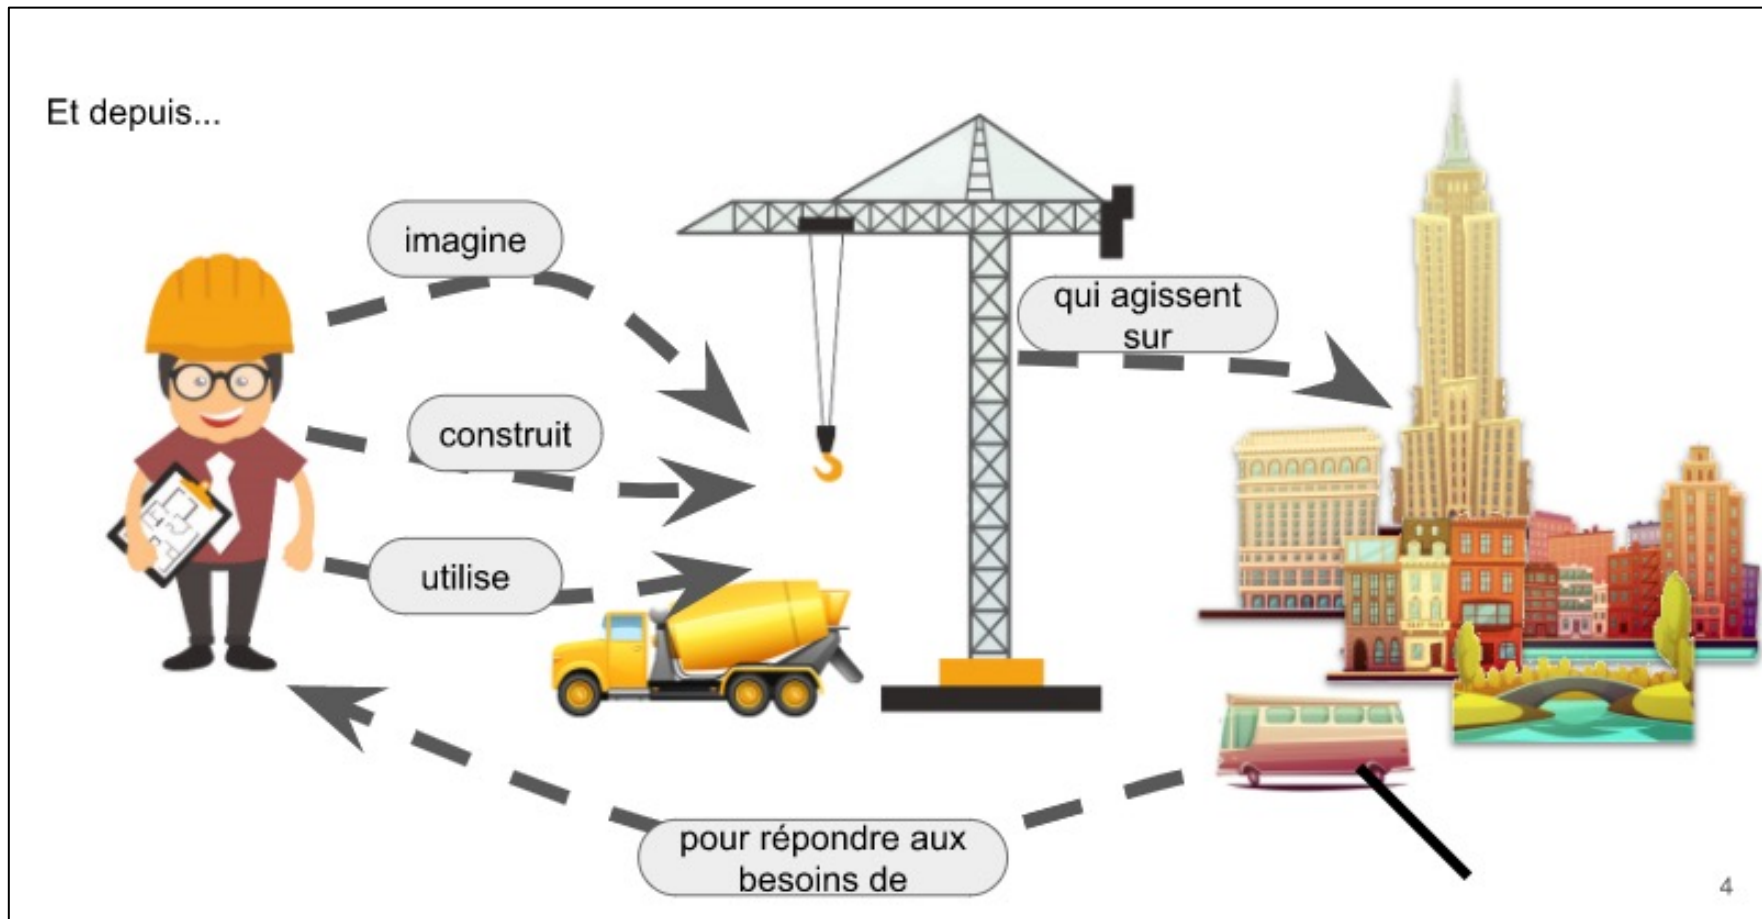 Et depuis...
imagine
qui agissent
sur
construit
utilise
pour répondre aux
besoins de
4